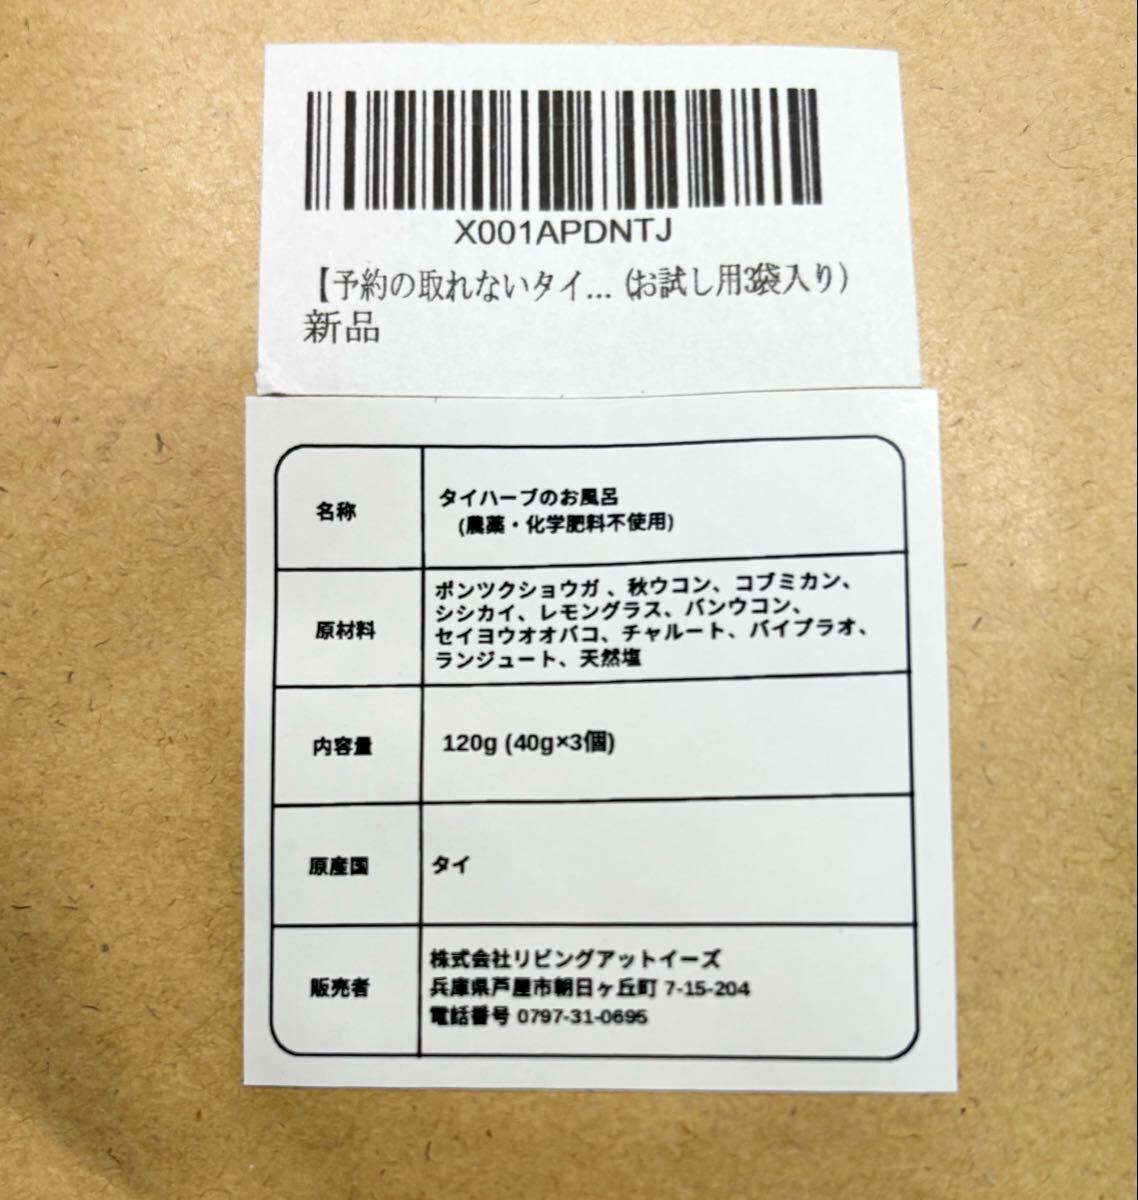 X001APDNTJ
【予約の取れないタイ... (お試し用3袋入り)
新品
名称
タイハーブのお風呂
(農薬・化学肥料不使用)
原材料
ポンツクショウガ 、秋ウコン、コブミカン、
シシカイ、レモングラス、バンウコン、
セイヨウオオバコ、チャルート、バイプラオ、
ランジュート、天然塩
内容量
120g (40g×3個)
原産国
タイ
販売者
株式会社リビングアットイーズ
兵庫県芦屋市朝日ヶ丘町 7-15-204
電話番号 0797-31-0695